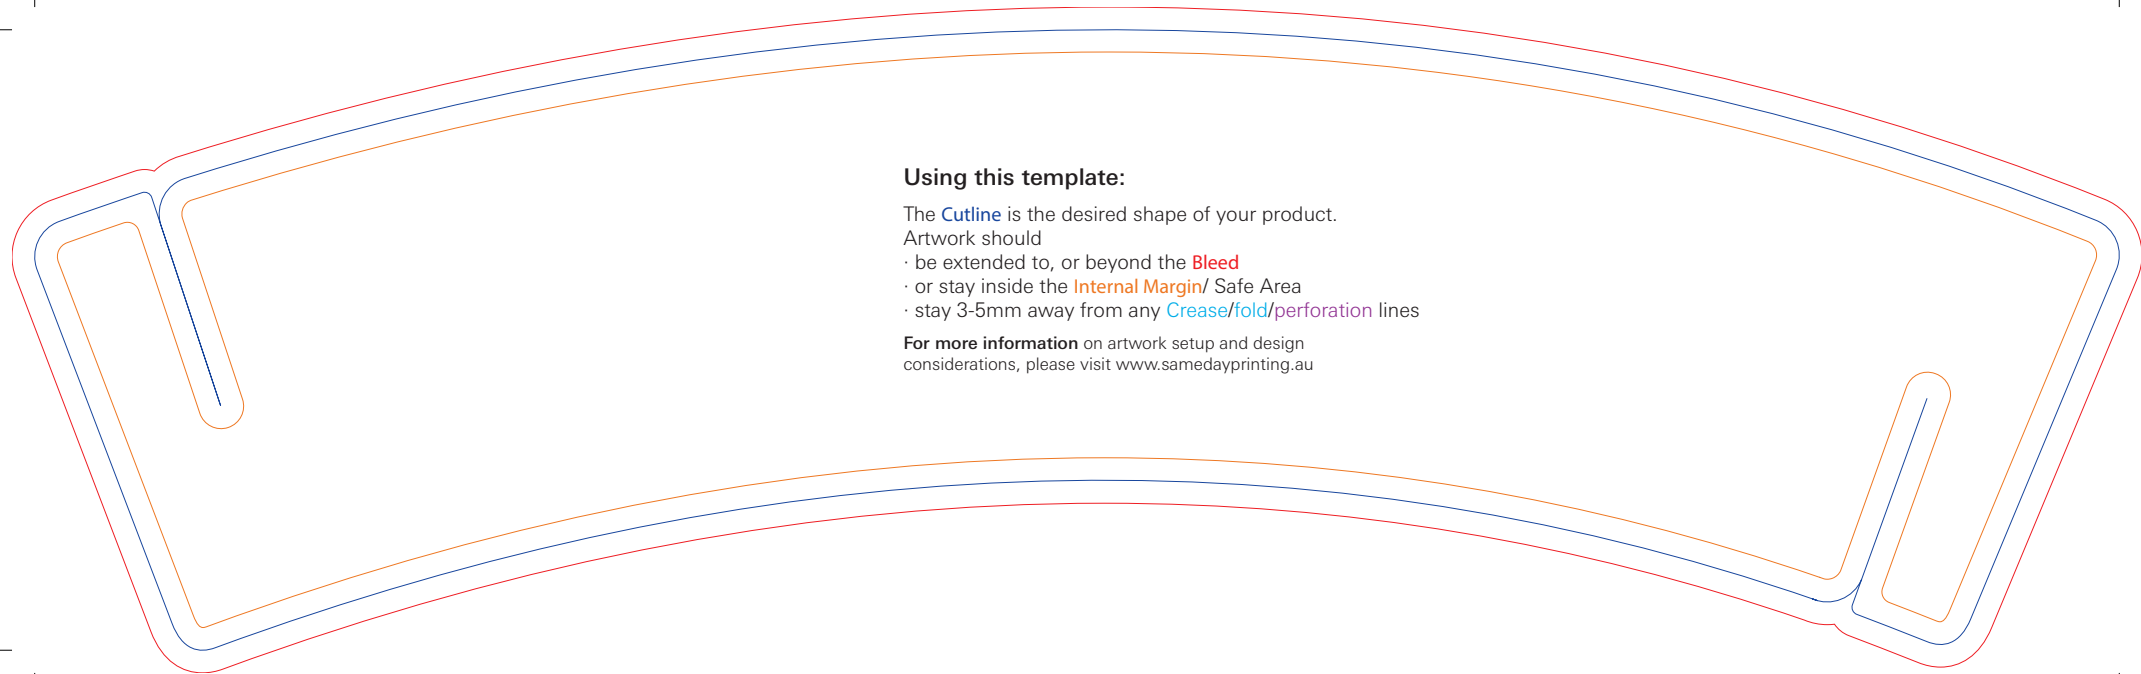 Using this template:
The Cutline is the desired shape of your product.
Artwork should
· be extended to, or beyond the Bleed
· or stay inside the Internal Margin/ Safe Area
· stay 3-5mm away from any Crease/fold/perforation lines
For more information on artwork setup and design
considerations, please visit www.samedayprinting.au